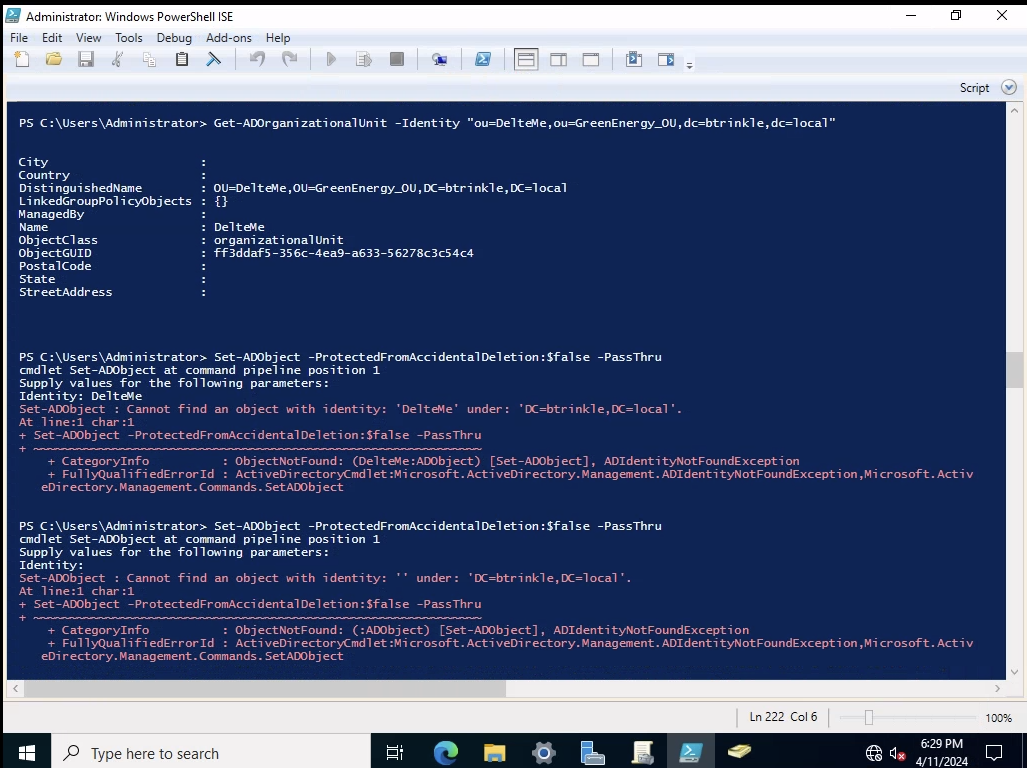 Administrator: Windows PowerShell ISE
File Edit View Tools Debug Add-ons Help
Script
PS C:\Users\Administrator> Get-ADOrganizationalUnit -Identity "ou=DelteMe,ou=GreenEnergy_OU,dc=btrinkle,dc=local"
City :
Country :
DistinguishedName : OU=DelteMe,OU=GreenEnergy_OU,DC=btrinkle,DC=local
LinkedGroupPolicyObjects : {}
ManagedBy :
Name : DelteMe
ObjectClass : organizationalUnit
ObjectGUID : ff3ddaf5-356c-4ea9-a633-56278c3c54c4
PostalCode :
State :
StreetAddress :
PS C:\Users\Administrator> Set-ADObject -ProtectedFromAccidentalDeletion:$false -PassThru
cmdlet Set-ADObject at command pipeline position 1
Supply values for the following parameters:
Identity: DelteMe
Set-ADObject : Cannot find an object with identity: 'DelteMe' under: 'DC=btrinkle,DC=local'.
At line:1 char:1
+ Set-ADObject -ProtectedFromAccidentalDeletion:$false -PassThru
+ ~~~~~~~~~~~~~~~~~~~~~~~~~~~~~~~~~~~~~~~~~~~~~~~~~~~~~~~~~~~~~~
+ CategoryInfo : ObjectNotFound: (DelteMe:ADObject) [Set-ADObject], ADIdentityNotFoundException
+ FullyQualifiedErrorId : ActiveDirectoryCmdlet:Microsoft.ActiveDirectory.Management.ADIdentityNotFoundException,Microsoft.Activ
eDirectory.Management.Commands.SetADObject
PS C:\Users\Administrator> Set-ADObject -ProtectedFromAccidentalDeletion:$false -PassThru
cmdlet Set-ADObject at command pipeline position 1
Supply values for the following parameters:
Identity:
Set-ADObject : Cannot find an object with identity: '' under: 'DC=btrinkle,DC=local'.
At line:1 char:1
+ Set-ADObject -ProtectedFromAccidentalDeletion:$false -PassThru
+ ~~~~~~~~~~~~~~~~~~~~~~~~~~~~~~~~~~~~~~~~~~~~~~~~~~~~~~~~~~~~~~
+ CategoryInfo : ObjectNotFound: (:ADObject) [Set-ADObject], ADIdentityNotFoundException
+ FullyQualifiedErrorId : ActiveDirectoryCmdlet:Microsoft.ActiveDirectory.Management.ADIdentityNotFoundException,Microsoft.Activ
eDirectory.Management.Commands.SetADObject
Ln 222 Col 6 100%
Type here to search
6:29 PM
4/11/2024